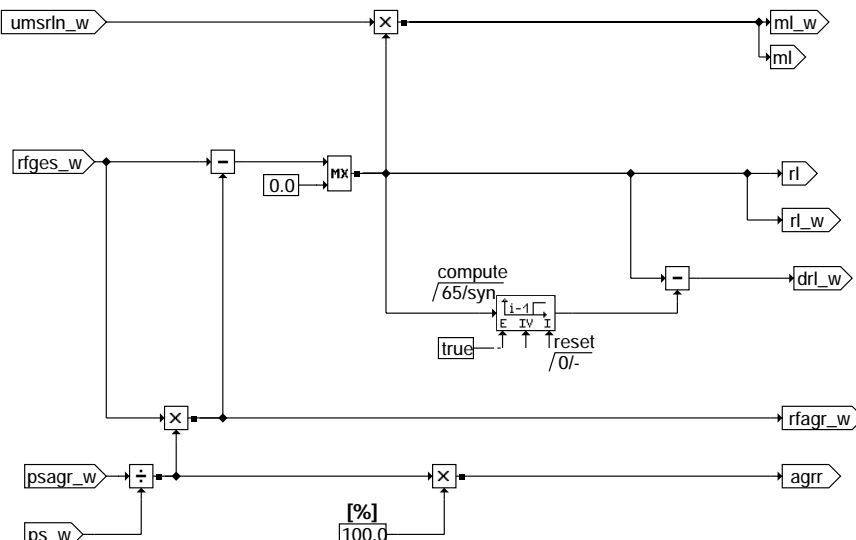 umsrln_w
×
ml_w
ml
rfges_w
−
MX
0.0
rl
rl_w
compute
/65/syn
−
drl_w
i-1
E IV I
true
reset
/0/-
×
rfagr_w
psagr_w
÷
×
agrr
[%]
ps_w
100.0